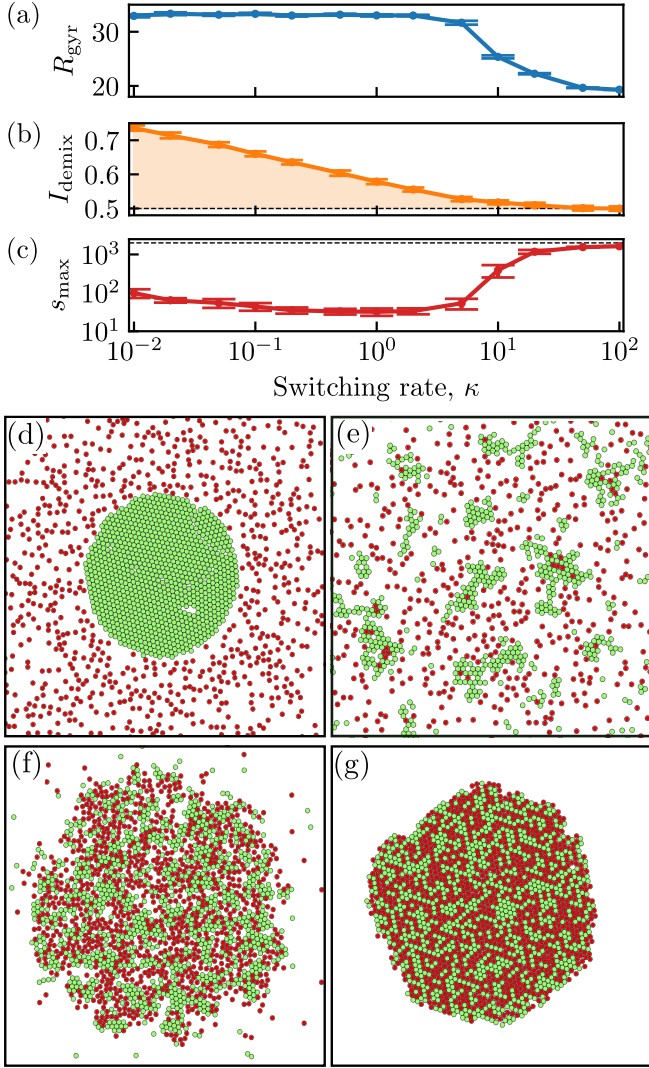 (a)
R_gyr
30
20
(b)
I_demix
0.7
0.6
0.5
(c)
s_max
10^3
10^2
10^1
10^−2 10^−1 10^0 10^1 10^2
Switching rate, κ
(d) (e)
(f) (g)